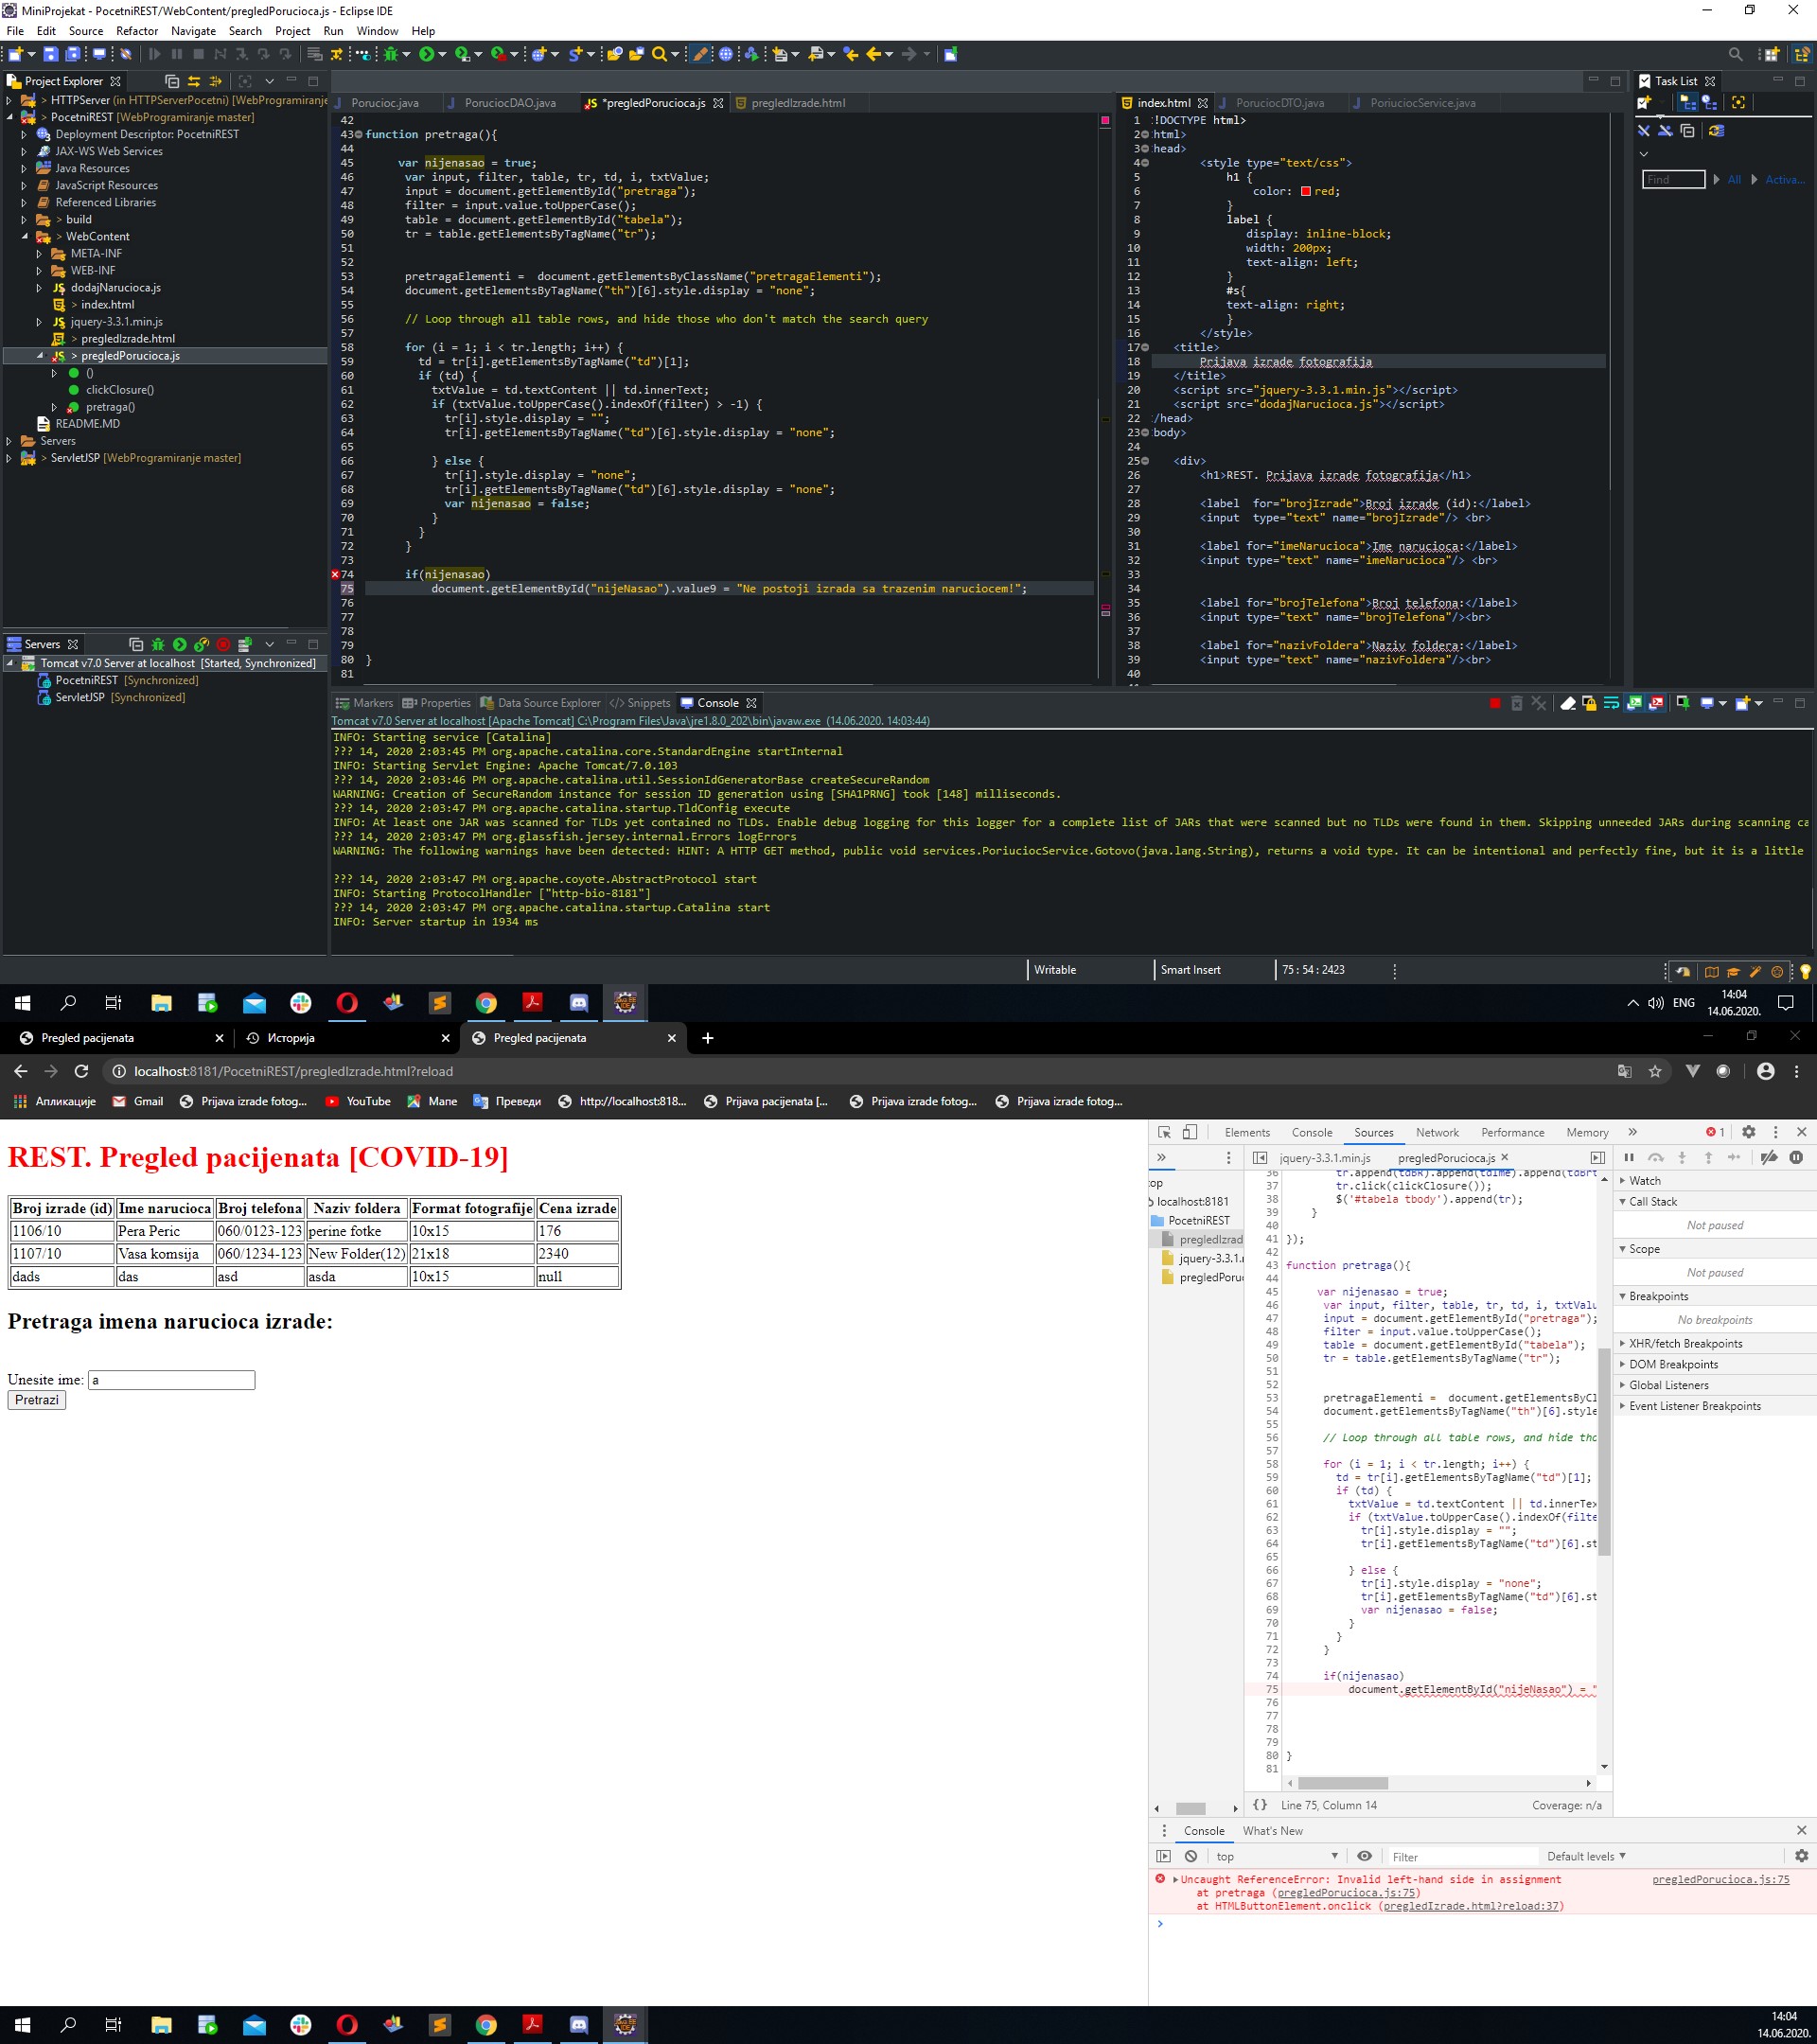 MiniProjekat - PocetniREST/WebContent/pregledPorucioca.js - Eclipse IDE
File Edit Source Refactor Navigate Search Project Run Window Help
Project Explorer
> HTTPServer (in HTTPServerPocetni) [WebProgramiranje
> PocetniREST [WebProgramiranje master]
Deployment Descriptor: PocetniREST
JAX-WS Web Services
Java Resources
JavaScript Resources
Referenced Libraries
> build
> WebContent
META-INF
WEB-INF
dodajNarucioca.js
> index.html
jquery-3.3.1.min.js
> pregledIzrade.html
> pregledPorucioca.js
()
clickClosure()
pretraga()
README.MD
Servers
> ServletJSP [WebProgramiranje master]
Servers
Tomcat v7.0 Server at localhost [Started, Synchronized]
PocetniREST [Synchronized]
ServletJSP [Synchronized]
Porucioc.java PoruciocDAO.java *pregledPorucioca.js pregledIzrade.html
42
43 function pretraga(){
44
45 var nijenasao = true;
46 var input, filter, table, tr, td, i, txtValue;
47 input = document.getElementById("pretraga");
48 filter = input.value.toUpperCase();
49 table = document.getElementById("tabela");
50 tr = table.getElementsByTagName("tr");
51
52
53 pretragaElementi =  document.getElementsByClassName("pretragaElementi");
54 document.getElementsByTagName("th")[6].style.display = "none";
55
56 // Loop through all table rows, and hide those who don't match the search query
57
58 for (i = 1; i < tr.length; i++) {
59 td = tr[i].getElementsByTagName("td")[1];
60 if (td) {
61 txtValue = td.textContent || td.innerText;
62 if (txtValue.toUpperCase().indexOf(filter) > -1) {
63 tr[i].style.display = "";
64 tr[i].getElementsByTagName("td")[6].style.display = "none";
65
66 } else {
67 tr[i].style.display = "none";
68 tr[i].getElementsByTagName("td")[6].style.display = "none";
69 var nijenasao = false;
70 }
71 }
72 }
73
74 if(nijenasao)
75 document.getElementById("nijeNasao").value9 = "Ne postoji izrada sa trazenim naruciocem!";
76
77
78
79
80 }
81
index.html PoruciocDTO.java PoriuciocService.java
1 !DOCTYPE html>
2 html>
3 head>
4 <style type="text/css">
5 h1 {
6 color: red;
7 }
8 label {
9 display: inline-block;
10 width: 200px;
11 text-align: left;
12 }
13 #s{
14 text-align: right;
15 }
16 </style>
17 <title>
18 Prijava izrade fotografija
19 </title>
20 <script src="jquery-3.3.1.min.js"></script>
21 <script src="dodajNarucioca.js"></script>
22 /head>
23 body>
24
25 <div>
26 <h1>REST. Prijava izrade fotografija</h1>
27
28 <label  for="brojIzrade">Broj izrade (id):</label>
29 <input  type="text" name="brojIzrade"/> <br>
30
31 <label for="imeNarucioca">Ime narucioca:</label>
32 <input type="text" name="imeNarucioca"/> <br>
33
34
35 <label for="brojTelefona">Broj telefona:</label>
36 <input type="text" name="brojTelefona"/><br>
37
38 <label for="nazivFoldera">Naziv foldera:</label>
39 <input type="text" name="nazivFoldera"/><br>
40
Task List
Find All Activa...
Markers Properties Data Source Explorer Snippets Console
Tomcat v7.0 Server at localhost [Apache Tomcat] C:\Program Files\Java\jre1.8.0_202\bin\javaw.exe (14.06.2020. 14:03:44)
INFO: Starting service [Catalina]
??? 14, 2020 2:03:45 PM org.apache.catalina.core.StandardEngine startInternal
INFO: Starting Servlet Engine: Apache Tomcat/7.0.103
??? 14, 2020 2:03:46 PM org.apache.catalina.util.SessionIdGeneratorBase createSecureRandom
WARNING: Creation of SecureRandom instance for session ID generation using [SHA1PRNG] took [148] milliseconds.
??? 14, 2020 2:03:47 PM org.apache.catalina.startup.TldConfig execute
INFO: At least one JAR was scanned for TLDs yet contained no TLDs. Enable debug logging for this logger for a complete list of JARs that were scanned but no TLDs were found in them. Skipping unneeded JARs during scanning ca
??? 14, 2020 2:03:47 PM org.glassfish.jersey.internal.Errors logErrors
WARNING: The following warnings have been detected: HINT: A HTTP GET method, public void services.PoriuciocService.Gotovo(java.lang.String), returns a void type. It can be intentional and perfectly fine, but it is a little
??? 14, 2020 2:03:47 PM org.apache.coyote.AbstractProtocol start
INFO: Starting ProtocolHandler ["http-bio-8181"]
??? 14, 2020 2:03:47 PM org.apache.catalina.startup.Catalina start
INFO: Server startup in 1934 ms
Writable Smart Insert 75 : 54 : 2423
ENG 14:04
14.06.2020.
Pregled pacijenata Историја Pregled pacijenata
localhost:8181/PocetniREST/pregledIzrade.html?reload
Апликације Gmail Prijava izrade fotog... YouTube Мапе Преведи http://localhost:818... Prijava pacijenata [... Prijava izrade fotog... Prijava izrade fotog...
REST. Pregled pacijenata [COVID-19]
Broj izrade (id) Ime narucioca Broj telefona Naziv foldera Format fotografije Cena izrade
1106/10 Pera Peric 060/0123-123 perine fotke 10x15 176
1107/10 Vasa komsija 060/1234-123 New Folder(12) 21x18 2340
dads das asd asda 10x15 null
Pretraga imena narucioca izrade:
Unesite ime: a
Pretrazi
Elements Console Sources Network Performance Memory » 1
» jquery-3.3.1.min.js pregledPorucioca.js
op
localhost:8181
PocetniREST
pregledIzrad
jquery-3.3.1.r
pregledPoruc
36 tr.append(tdBR).append(tdIme).append(tdBrT
37 tr.click(clickClosure());
38 $('#tabela tbody').append(tr);
39 }
40
41 });
42
43 function pretraga(){
44
45 var nijenasao = true;
46 var input, filter, table, tr, td, i, txtValu
47 input = document.getElementById("pretraga");
48 filter = input.value.toUpperCase();
49 table = document.getElementById("tabela");
50 tr = table.getElementsByTagName("tr");
51
52
53 pretragaElementi =  document.getElementsByCl
54 document.getElementsByTagName("th")[6].style
55
56 // Loop through all table rows, and hide tho
57
58 for (i = 1; i < tr.length; i++) {
59 td = tr[i].getElementsByTagName("td")[1];
60 if (td) {
61 txtValue = td.textContent || td.innerTex
62 if (txtValue.toUpperCase().indexOf(filte
63 tr[i].style.display = "";
64 tr[i].getElementsByTagName("td")[6].st
65
66 } else {
67 tr[i].style.display = "none";
68 tr[i].getElementsByTagName("td")[6].st
69 var nijenasao = false;
70 }
71 }
72 }
73
74 if(nijenasao)
75 document.getElementById("nijeNasao") = "
76
77
78
79
80 }
81
{} Line 75, Column 14 Coverage: n/a
Watch
Call Stack
Not paused
Scope
Not paused
Breakpoints
No breakpoints
XHR/fetch Breakpoints
DOM Breakpoints
Global Listeners
Event Listener Breakpoints
Console What's New
top Filter Default levels
Uncaught ReferenceError: Invalid left-hand side in assignment pregledPorucioca.js:75
at pretraga (pregledPorucioca.js:75)
at HTMLButtonElement.onclick (pregledIzrade.html?reload:37)
14:04
14.06.2020.